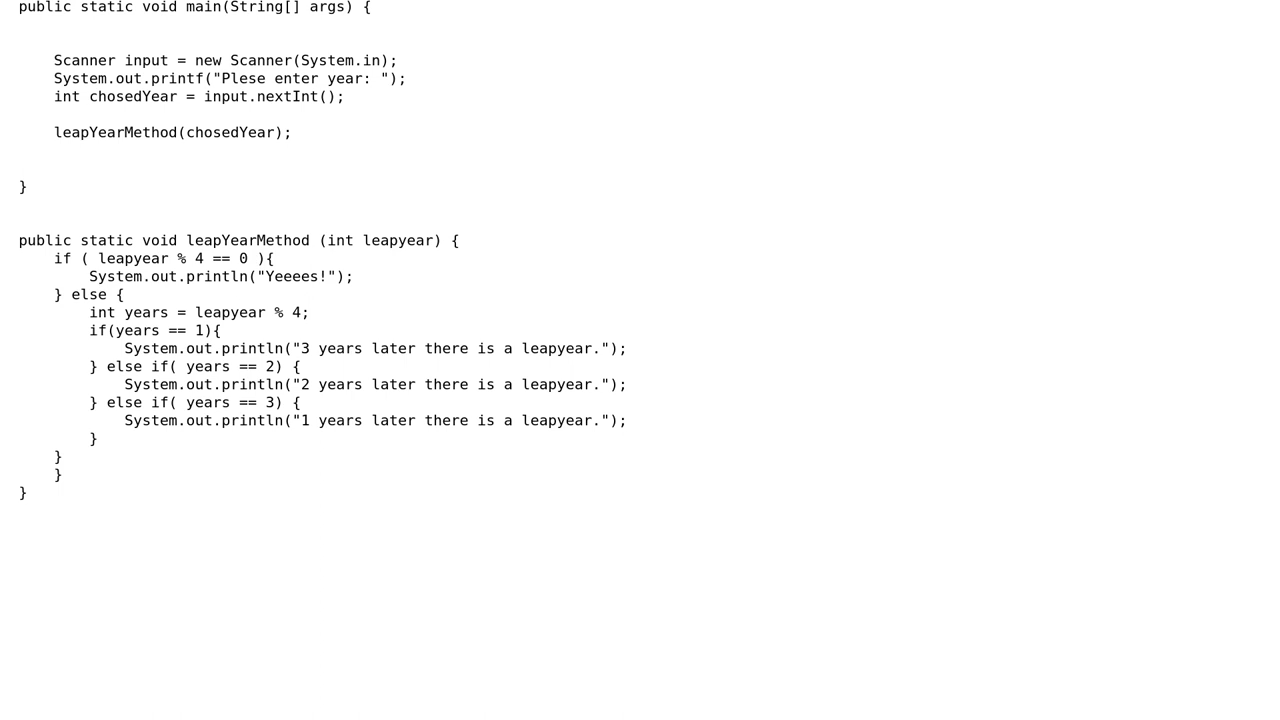 public static void main(String[] args) {
    Scanner input = new Scanner(System.in);
    System.out.printf("Plese enter year: ");
    int chosedYear = input.nextInt();
    leapYearMethod(chosedYear);
}
public static void leapYearMethod (int leapyear) {
    if ( leapyear % 4 == 0 ){
        System.out.println("Yeeees!");
    } else {
        int years = leapyear % 4;
        if(years == 1){
            System.out.println("3 years later there is a leapyear.");
        } else if( years == 2) {
            System.out.println("2 years later there is a leapyear.");
        } else if( years == 3) {
            System.out.println("1 years later there is a leapyear.");
        }
    }
    }
}